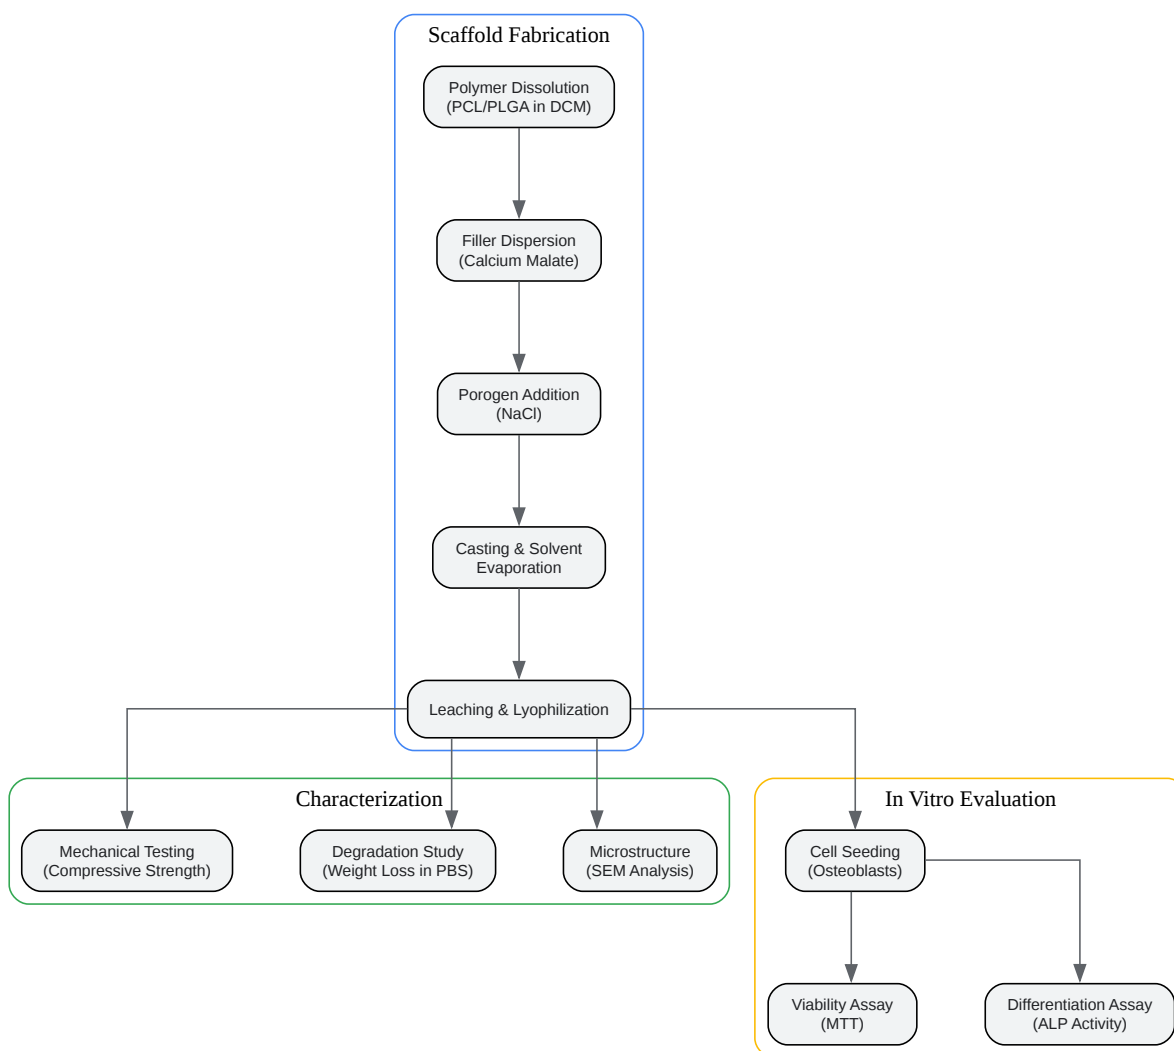 Scaffold Fabrication
Polymer Dissolution
(PCL/PLGA in DCM)
Filler Dispersion
(Calcium Malate)
Porogen Addition
(NaCl)
Casting & Solvent
Evaporation
Leaching & Lyophilization
Characterization
Mechanical Testing
(Compressive Strength)
Degradation Study
(Weight Loss in PBS)
Microstructure
(SEM Analysis)
In Vitro Evaluation
Cell Seeding
(Osteoblasts)
Viability Assay
(MTT)
Differentiation Assay
(ALP Activity)